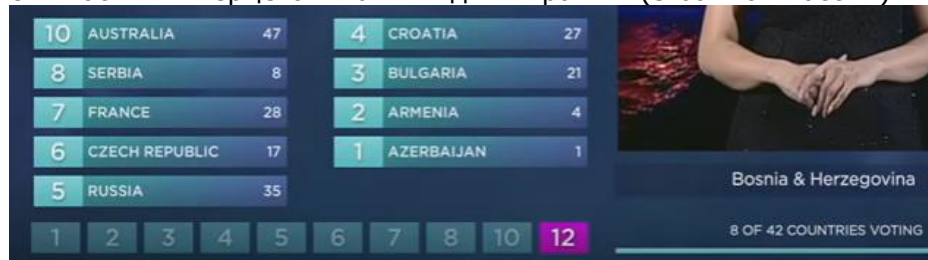 10 AUSTRALIA 47
8 SERBIA 8
7 FRANCE 28
6 CZECH REPUBLIC 17
5 RUSSIA 35
4 CROATIA 27
3 BULGARIA 21
2 ARMENIA 4
1 AZERBAIJAN 1
1 2 3 4 5 6 7 8 10 12
Bosnia & Herzegovina
8 OF 42 COUNTRIES VOTING